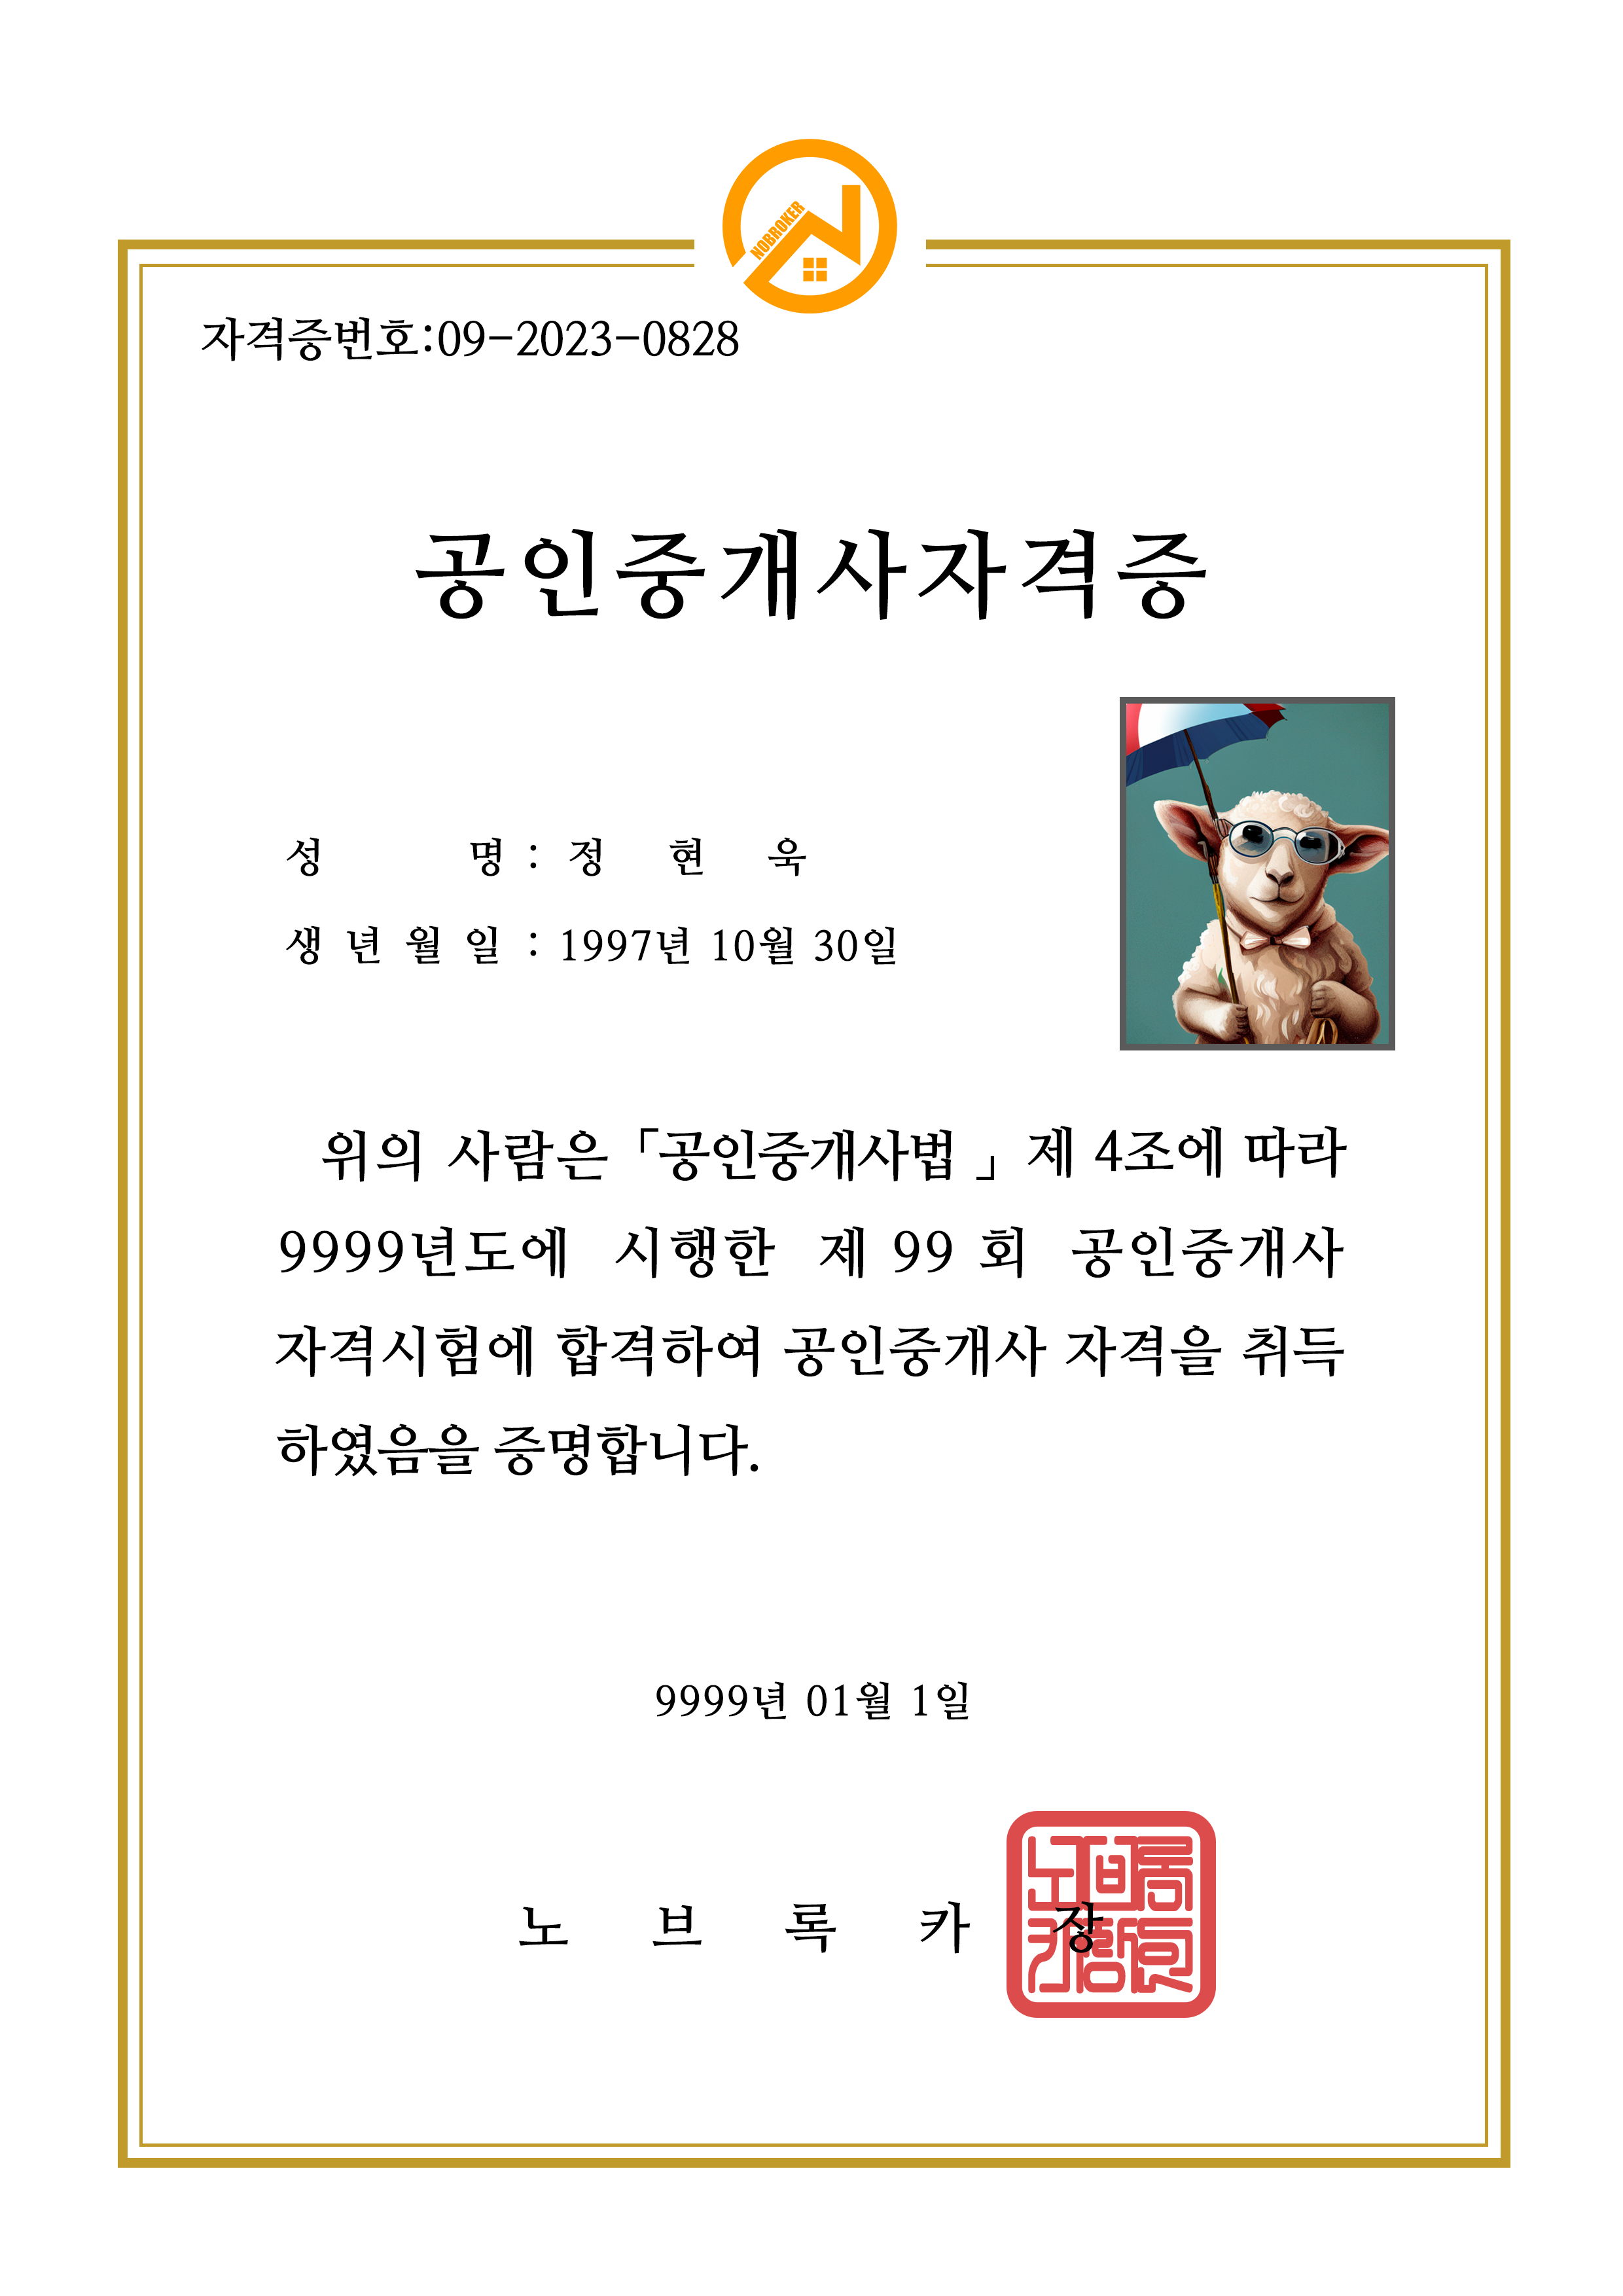 NOBROKER
자격증번호:09-2023-0828
공인중개사자격증
성 명 : 정 현 욱
생 년 월 일 : 1997년 10월 30일
위의 사람은 「공인중개사법 」 제 4조에 따라
9999년도에 시행한 제 99 회 공인중개사
자격시험에 합격하여 공인중개사 자격을 취득
하였음을 증명합니다.
9999년 01월 1일
노 브 록 카 장